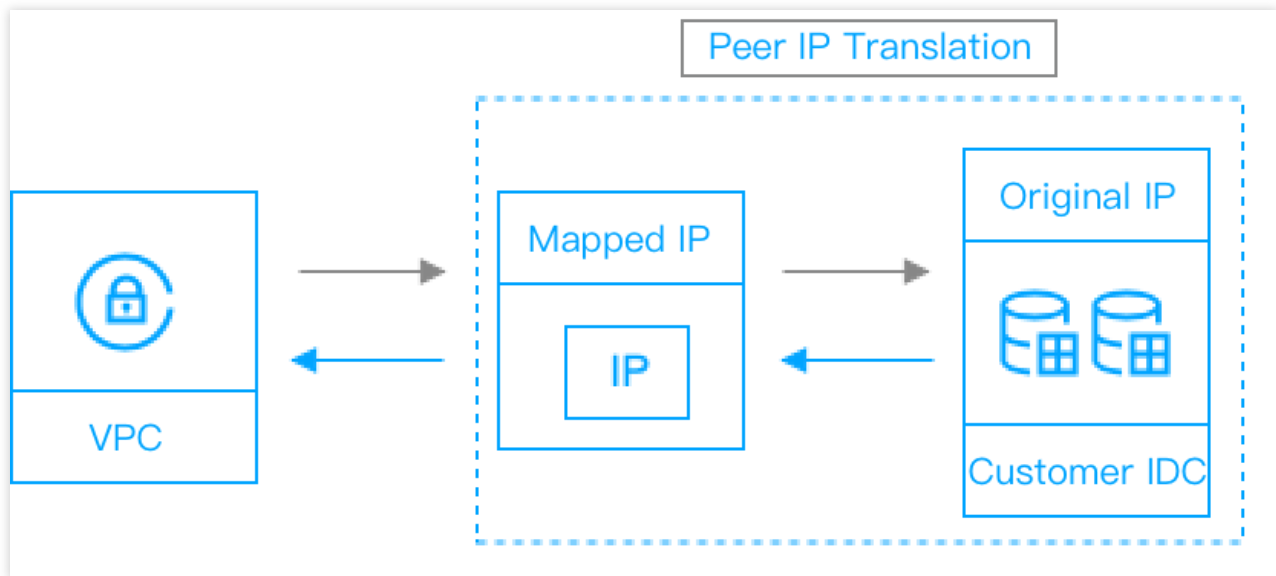 Peer IP Translation
VPC
Mapped IP
IP
Original IP
Customer IDC